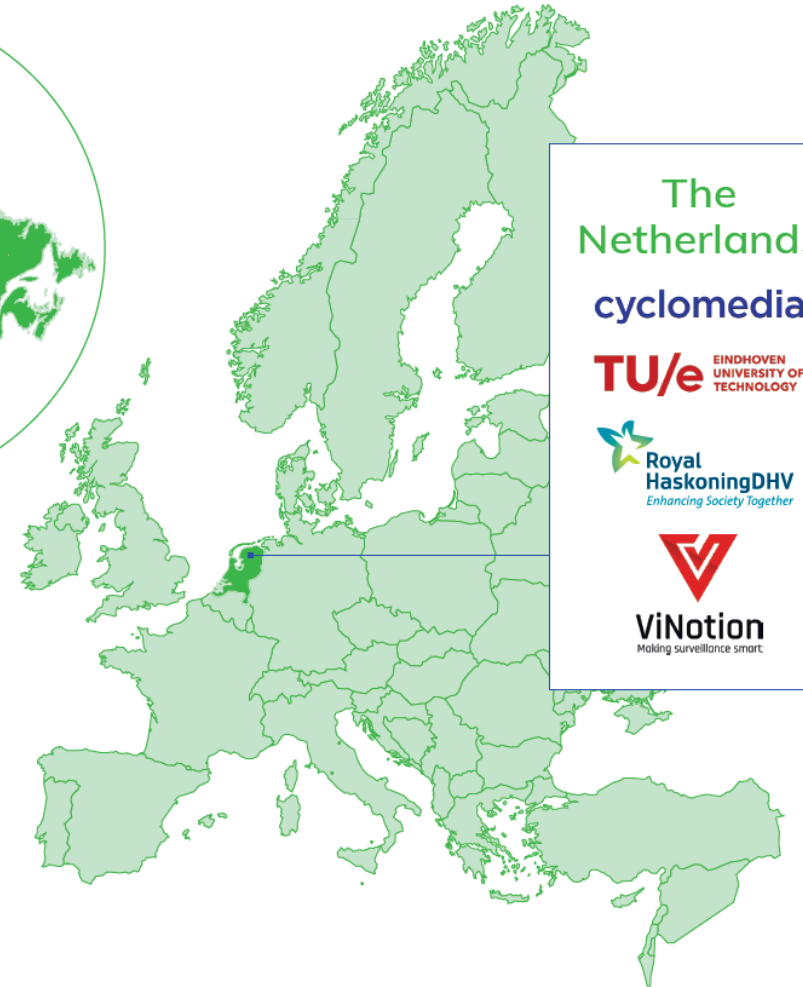 The
Netherlands
cyclomedia
TU/e EINDHOVEN
UNIVERSITY OF
TECHNOLOGY
Royal
HaskoningDHV
Enhancing Society Together
ViNotion
Making surveillance smart